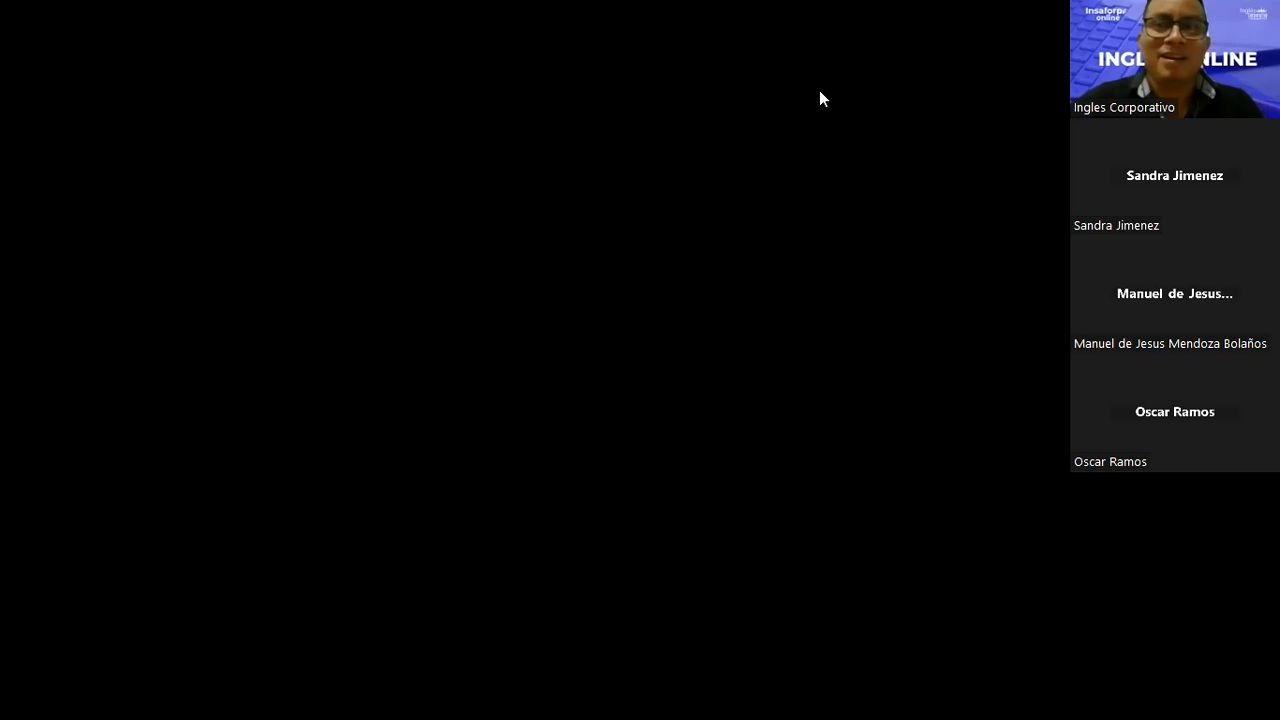 Insaforp
online
INGL NLINE
Ingles Corporativo
Sandra Jimenez
Sandra Jimenez
Manuel de Jesus...
Manuel de Jesus Mendoza Bolaños
Oscar Ramos
Oscar Ramos